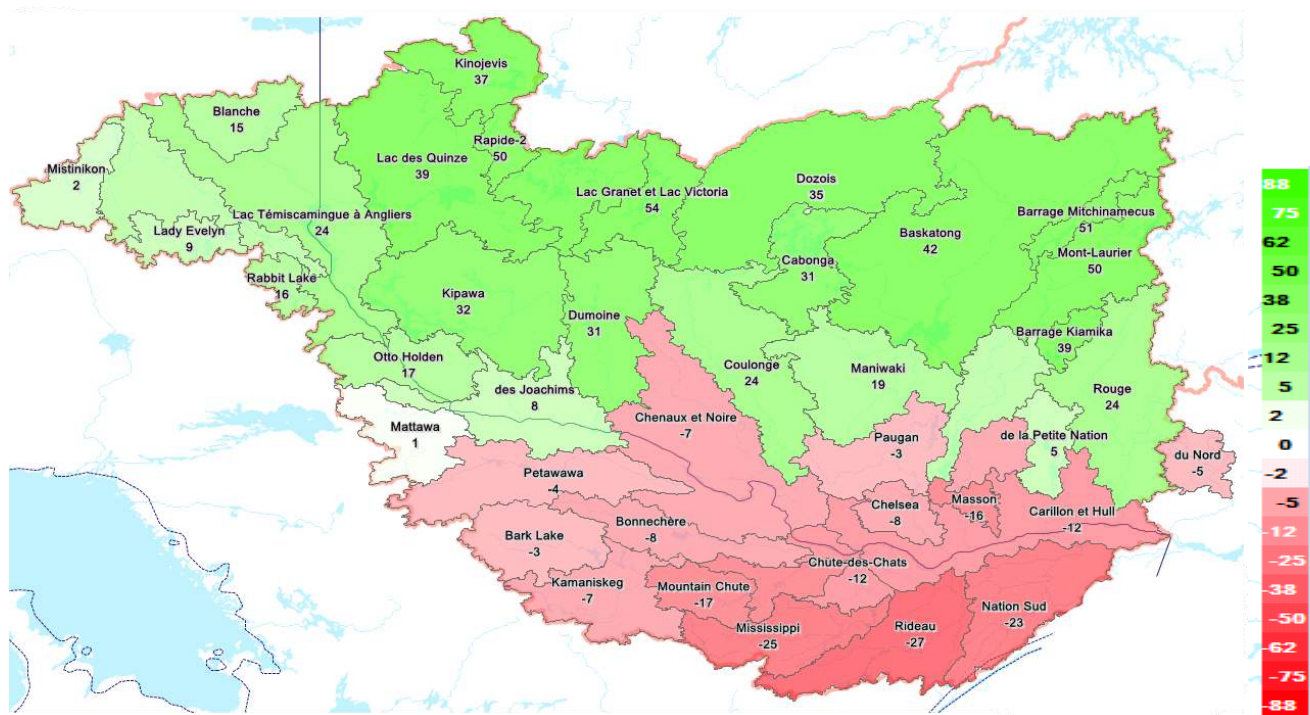 Kinojevis
37
Blanche
15
Rapide-2
50
Mistinikon
2
Lac des Quinze
39
Lac Granet et Lac Victoria
54
Dozois
35
Barrage Mitchinamecus
51
Lac Témiscamingue à Angliers
24
Lady Evelyn
9
Baskatong
42
Mont-Laurier
50
Cabonga
31
Rabbit Lake
16
Kipawa
32
Dumoine
31
Barrage Kiamika
39
Otto Holden
17
Coulonge
24
Maniwaki
19
des Joachims
8
Rouge
24
Chenaux et Noire
-7
Mattawa
1
Paugan
-3
de la Petite Nation
5
du Nord
-5
Petawawa
-4
Chelsea
-8
Masson
-16
Carillon et Hull
-12
Bonnechère
-8
Bark Lake
-3
Chute-des-Chats
-12
Kamaniskeg
-7
Mountain Chute
-17
Nation Sud
-23
Mississippi
-25
Rideau
-27
88
75
62
50
38
25
12
5
2
0
-2
-5
-12
-25
-38
-50
-62
-75
-88